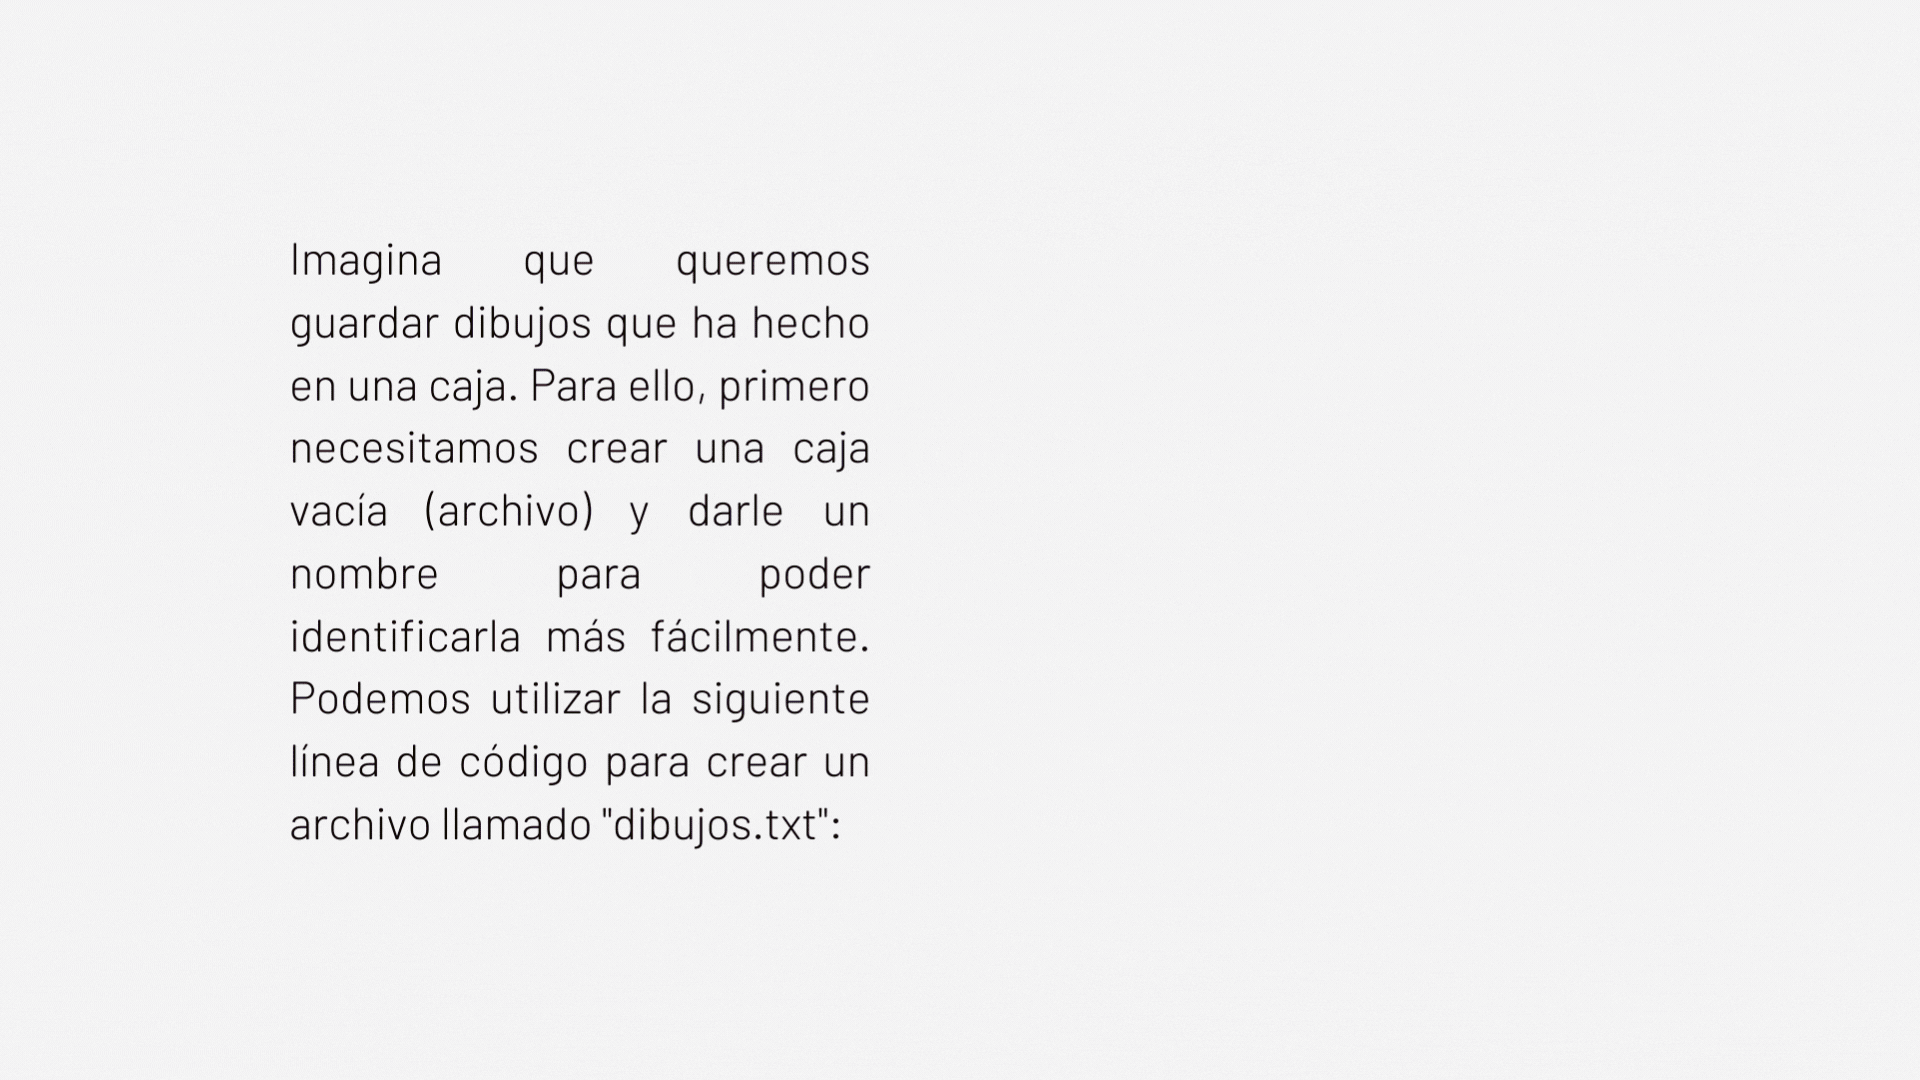 Imagina que queremos
guardar dibujos que ha hecho
en una caja. Para ello, primero
necesitamos crear una caja
vacía (archivo) y darle un
nombre para poder
identificarla más fácilmente.
Podemos utilizar la siguiente
línea de código para crear un
archivo llamado "dibujos.txt":